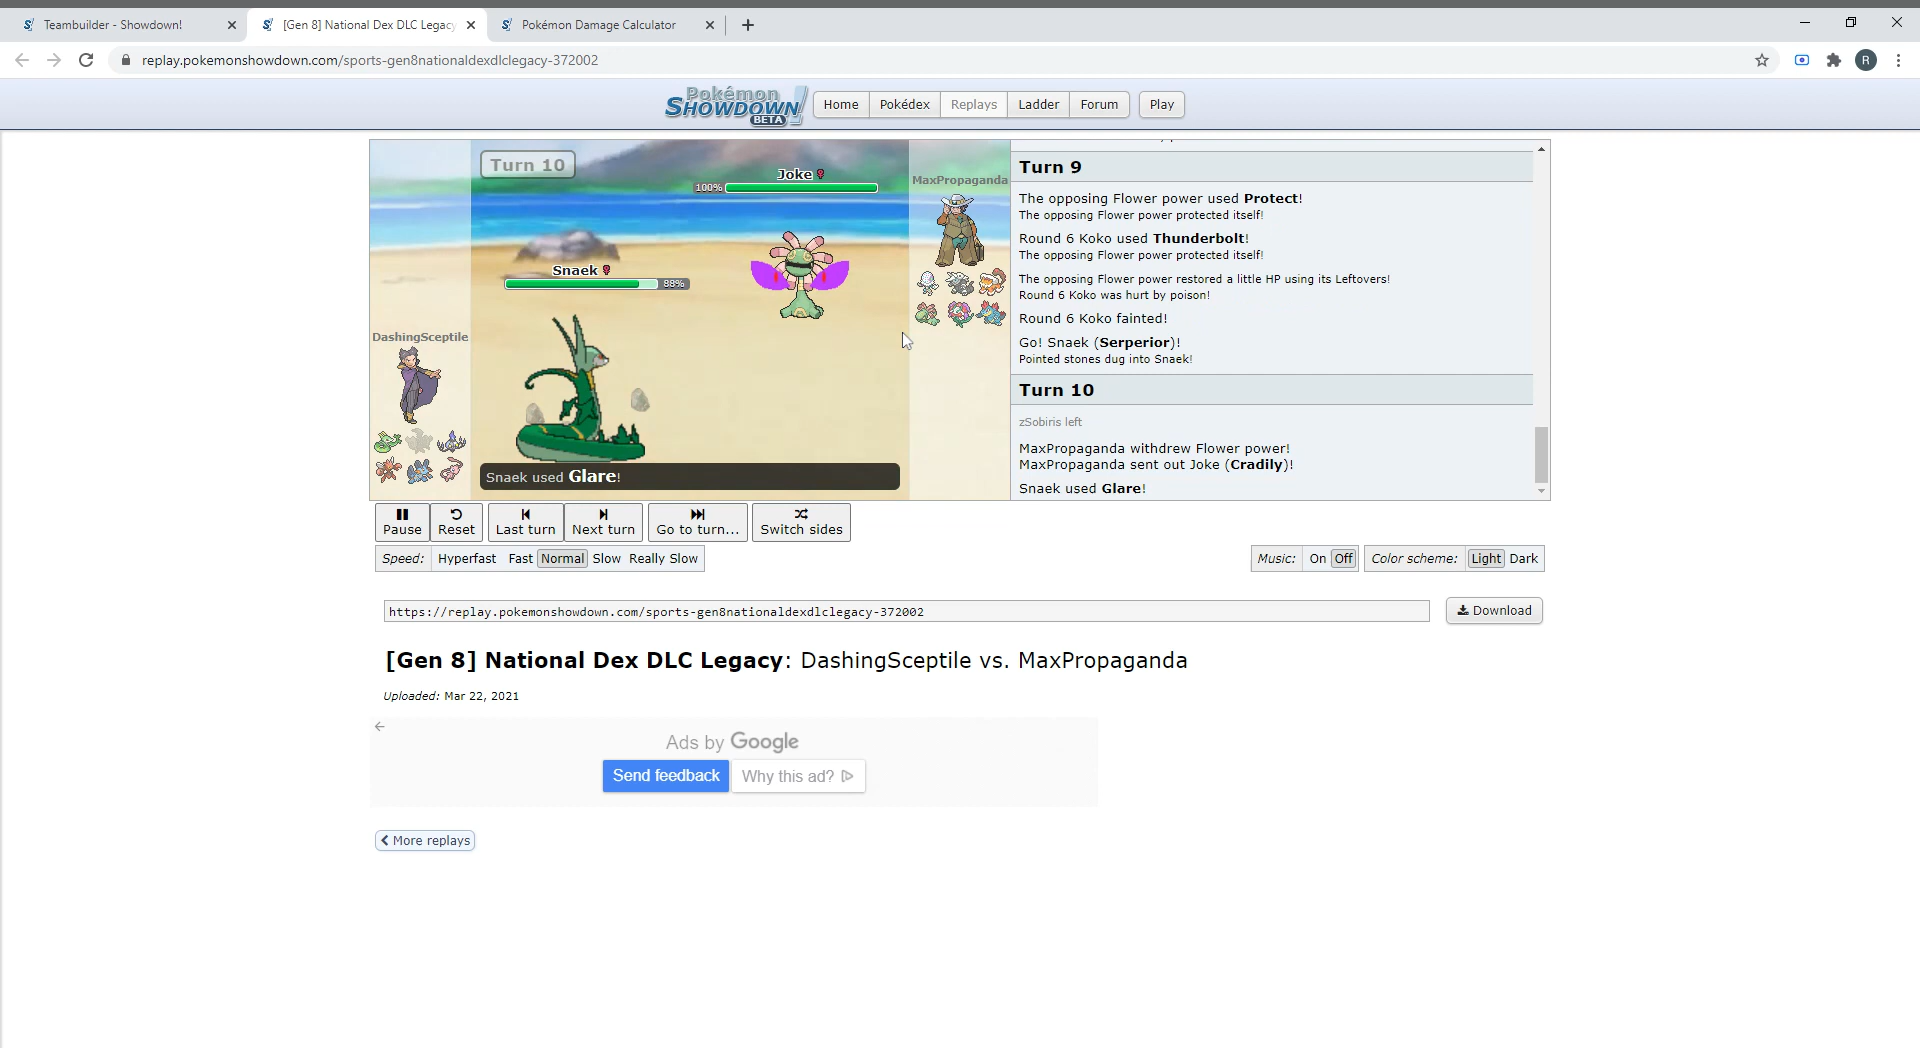 Teambuilder - Showdown!
[Gen 8] National Dex DLC Legacy
Pokémon Damage Calculator
replay.pokemonshowdown.com/sports-gen8nationaldexdlclegacy-372002
R
Pokémon
SHOWDOWN!
BETA
Home
Pokédex
Replays
Ladder
Forum
Play
Turn 10
Joke
100%
Snaek
88%
DashingSceptile
MaxPropaganda
Snaek used Glare!
Turn 9
The opposing Flower power used Protect!
The opposing Flower power protected itself!
Round 6 Koko used Thunderbolt!
The opposing Flower power protected itself!
The opposing Flower power restored a little HP using its Leftovers!
Round 6 Koko was hurt by poison!
Round 6 Koko fainted!
Go! Snaek (Serperior)!
Pointed stones dug into Snaek!
Turn 10
zSobiris left
MaxPropaganda withdrew Flower power!
MaxPropaganda sent out Joke (Cradily)!
Snaek used Glare!
Pause
Reset
Last turn
Next turn
Go to turn...
Switch sides
Speed: Hyperfast Fast Normal Slow Really Slow
Music: On Off
Color scheme: Light Dark
https://replay.pokemonshowdown.com/sports-gen8nationaldexdlclegacy-372002
Download
[Gen 8] National Dex DLC Legacy: DashingSceptile vs. MaxPropaganda
Uploaded: Mar 22, 2021
Ads by Google
Send feedback
Why this ad?
More replays